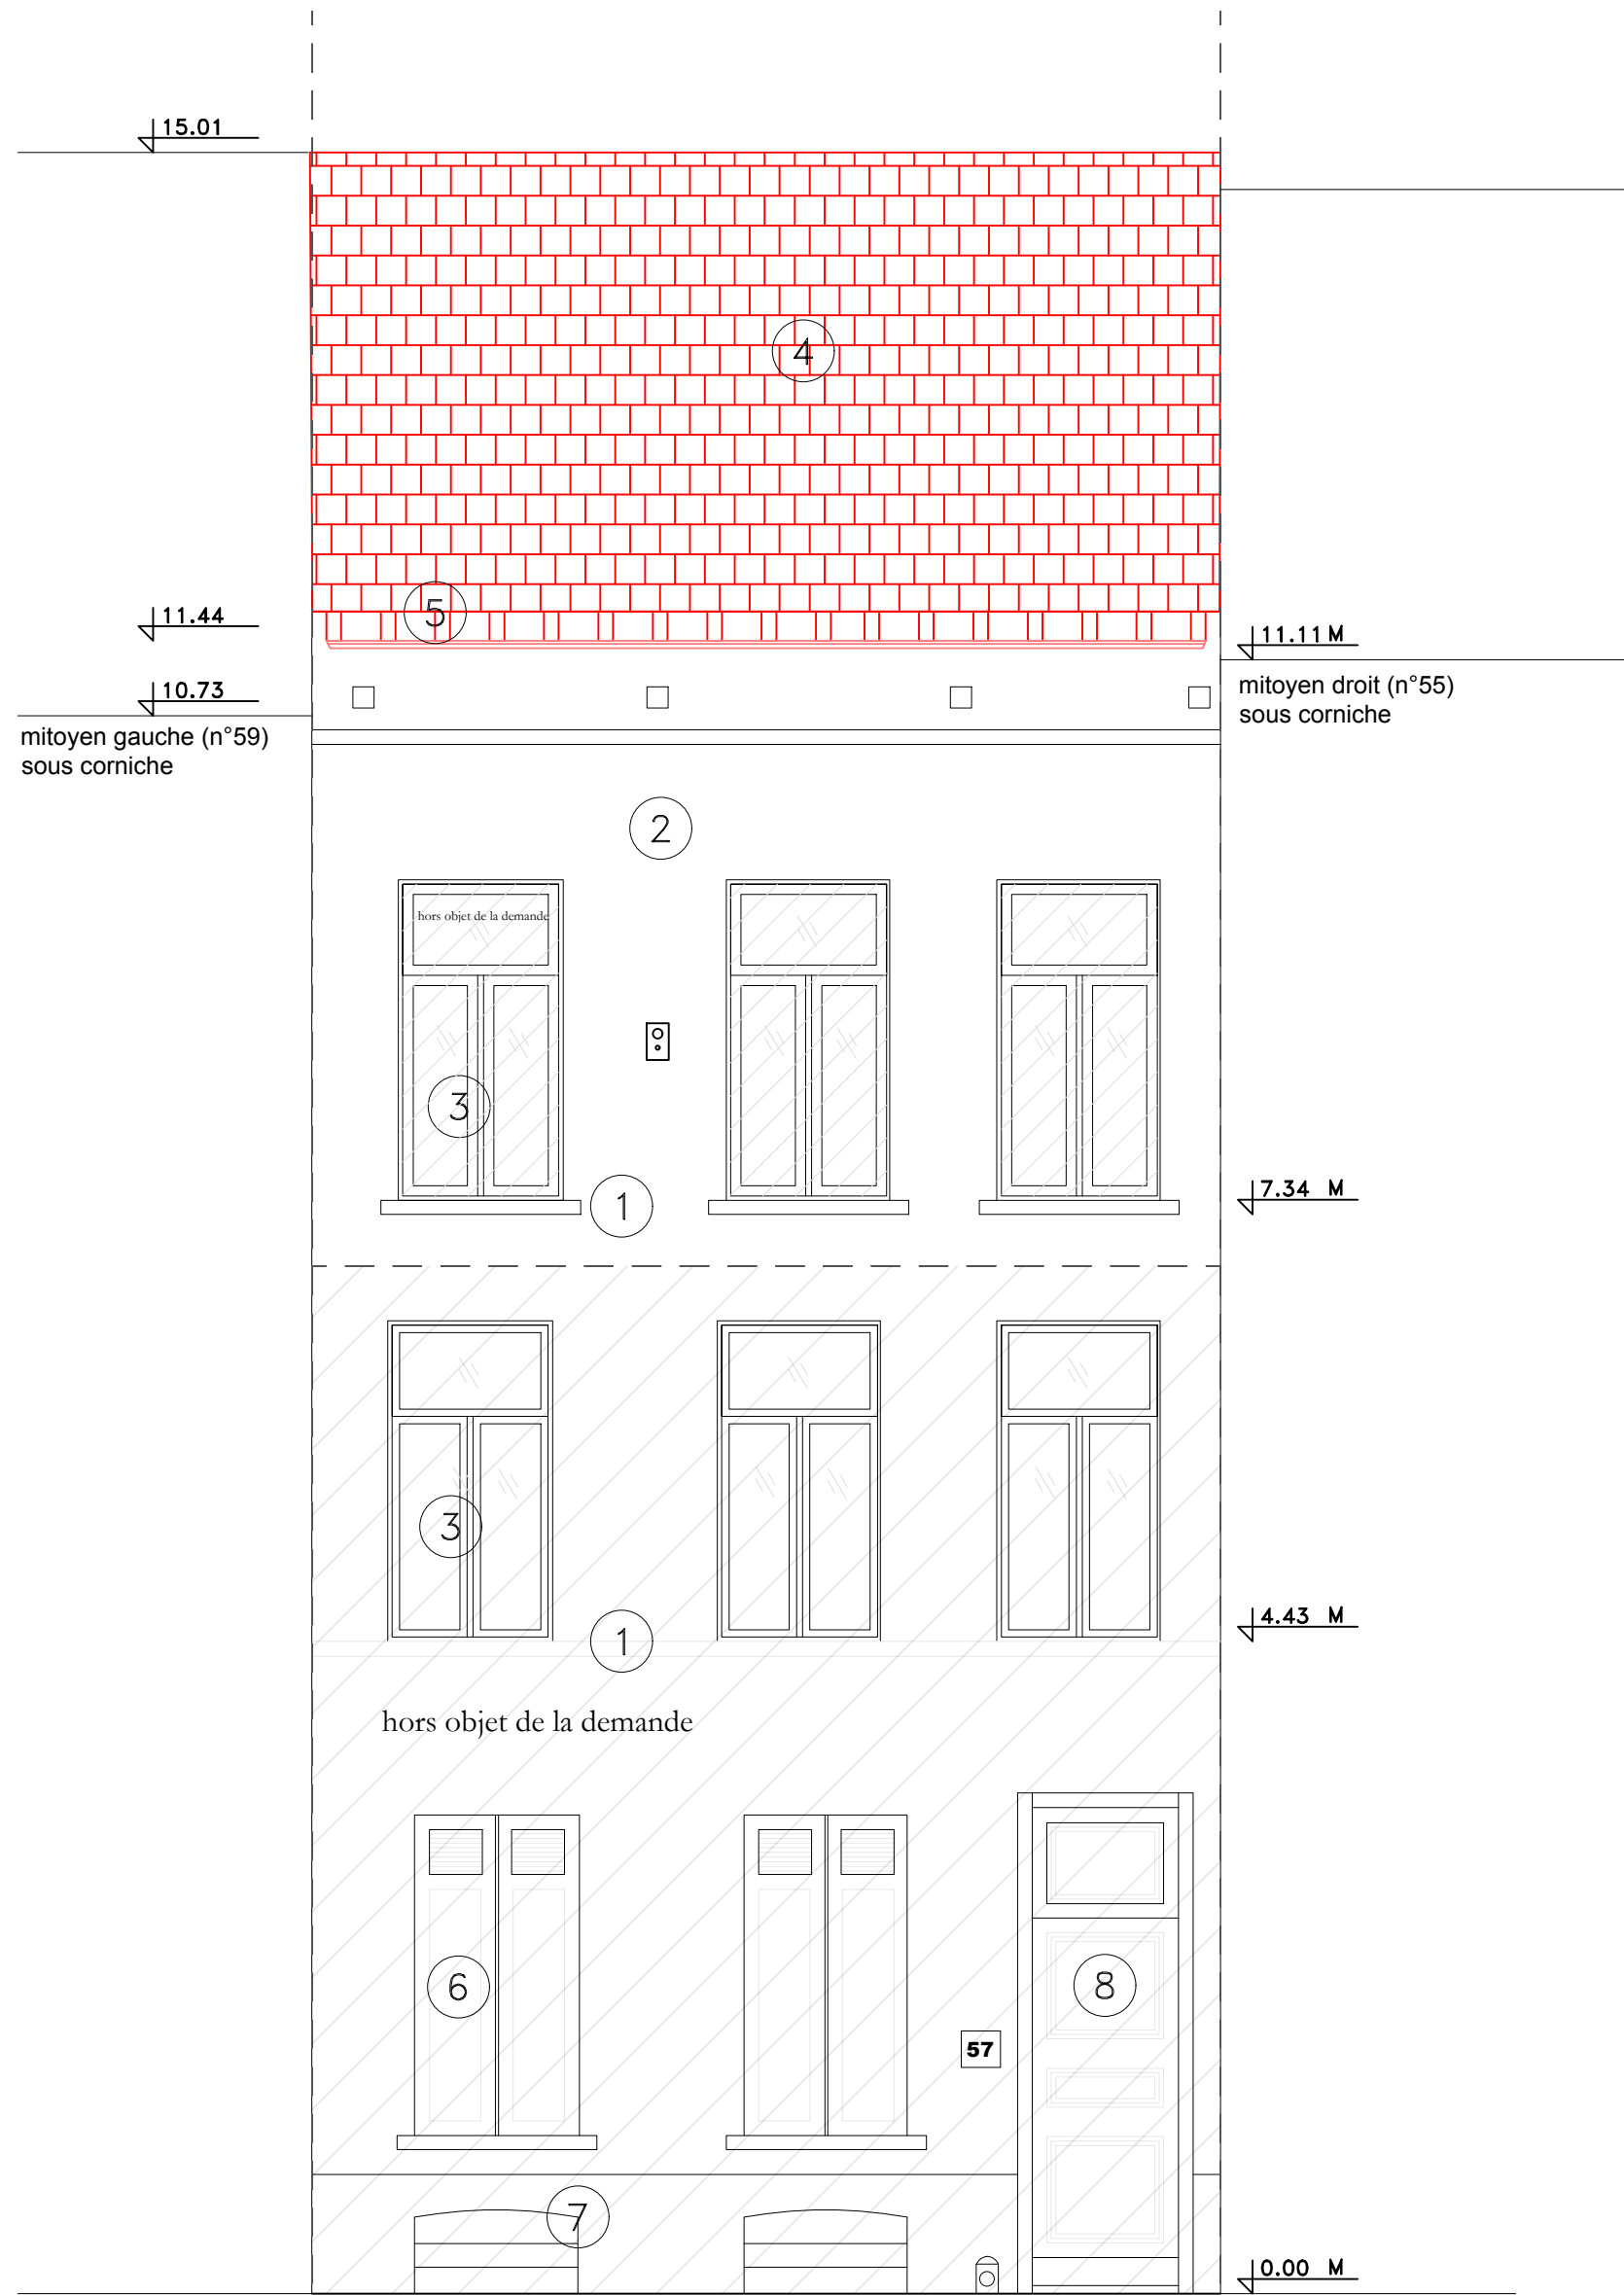 15.01
4
5
11.44
11.11 M
10.73
mitoyen droit (n°55)
sous corniche
mitoyen gauche (n°59)
sous corniche
2
hors objet de la demande
3
1
7.34 M
3
1
4.43 M
hors objet de la demande
6
8
57
7
0.00 M